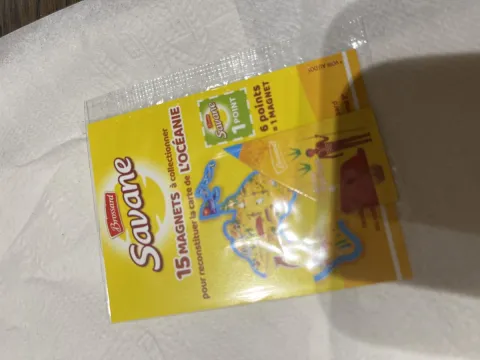 Brossard
Savane
15 MAGNETS à collectionner
pour reconstituer la carte de L'OCÉANIE
Savane
1 POINT
6 points
= 1 MAGNET